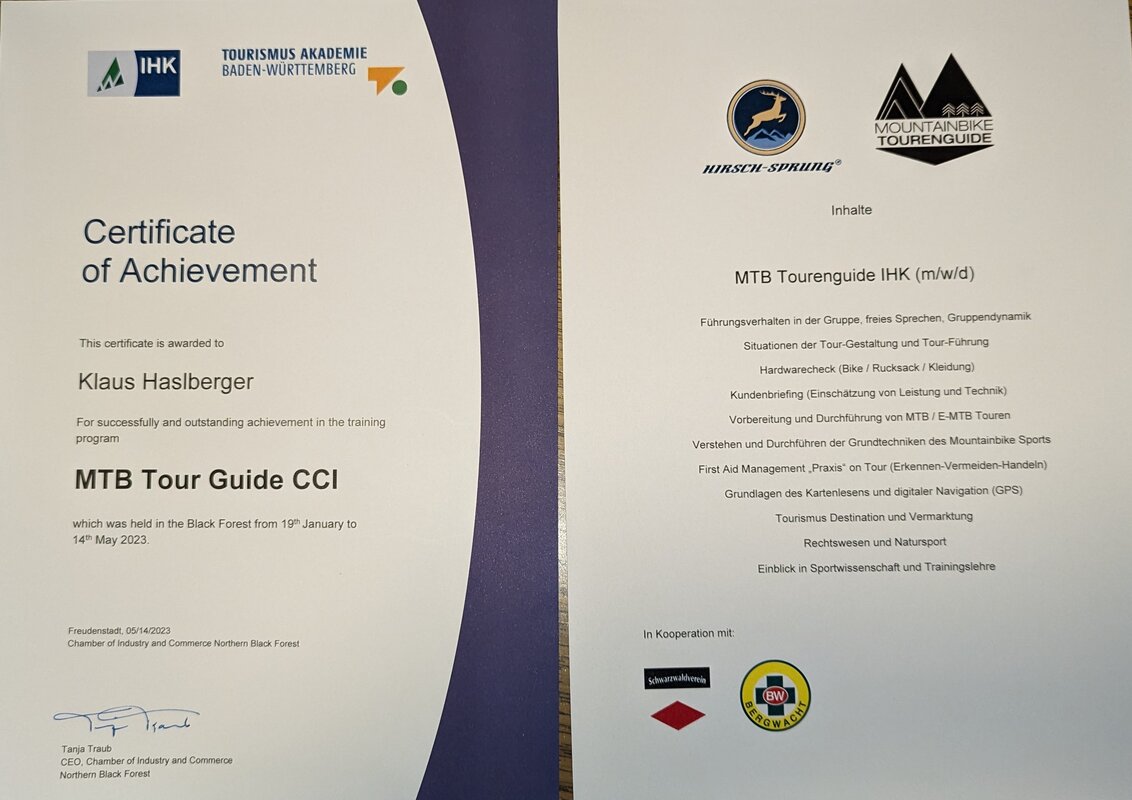 IHK
TOURISMUS AKADEMIE
BADEN-WÜRTTEMBERG
Certificate
of Achievement
This certificate is awarded to
Klaus Haslberger
For successfully and outstanding achievement in the training
program
MTB Tour Guide CCI
which was held in the Black Forest from 19th January to
14th May 2023.
Freudenstadt, 05/14/2023
Chamber of Industry and Commerce Northern Black Forest
Tanja Traub
CEO, Chamber of Industry and Commerce
Northern Black Forest
HIRSCH-SPRUNG®
MOUNTAINBIKE
TOURENGUIDE
Inhalte
MTB Tourenguide IHK (m/w/d)
Führungsverhalten in der Gruppe, freies Sprechen, Gruppendynamik
Situationen der Tour-Gestaltung und Tour-Führung
Hardwarecheck (Bike / Rucksack / Kleidung)
Kundenbriefing (Einschätzung von Leistung und Technik)
Vorbereitung und Durchführung von MTB / E-MTB Touren
Verstehen und Durchführen der Grundtechniken des Mountainbike Sports
First Aid Management „Praxis" on Tour (Erkennen-Vermeiden-Handeln)
Grundlagen des Kartenlesens und digitaler Navigation (GPS)
Tourismus Destination und Vermarktung
Rechtswesen und Natursport
Einblick in Sportwissenschaft und Trainingslehre
In Kooperation mit:
Schwarzwaldverein
BW
BERGWACHT